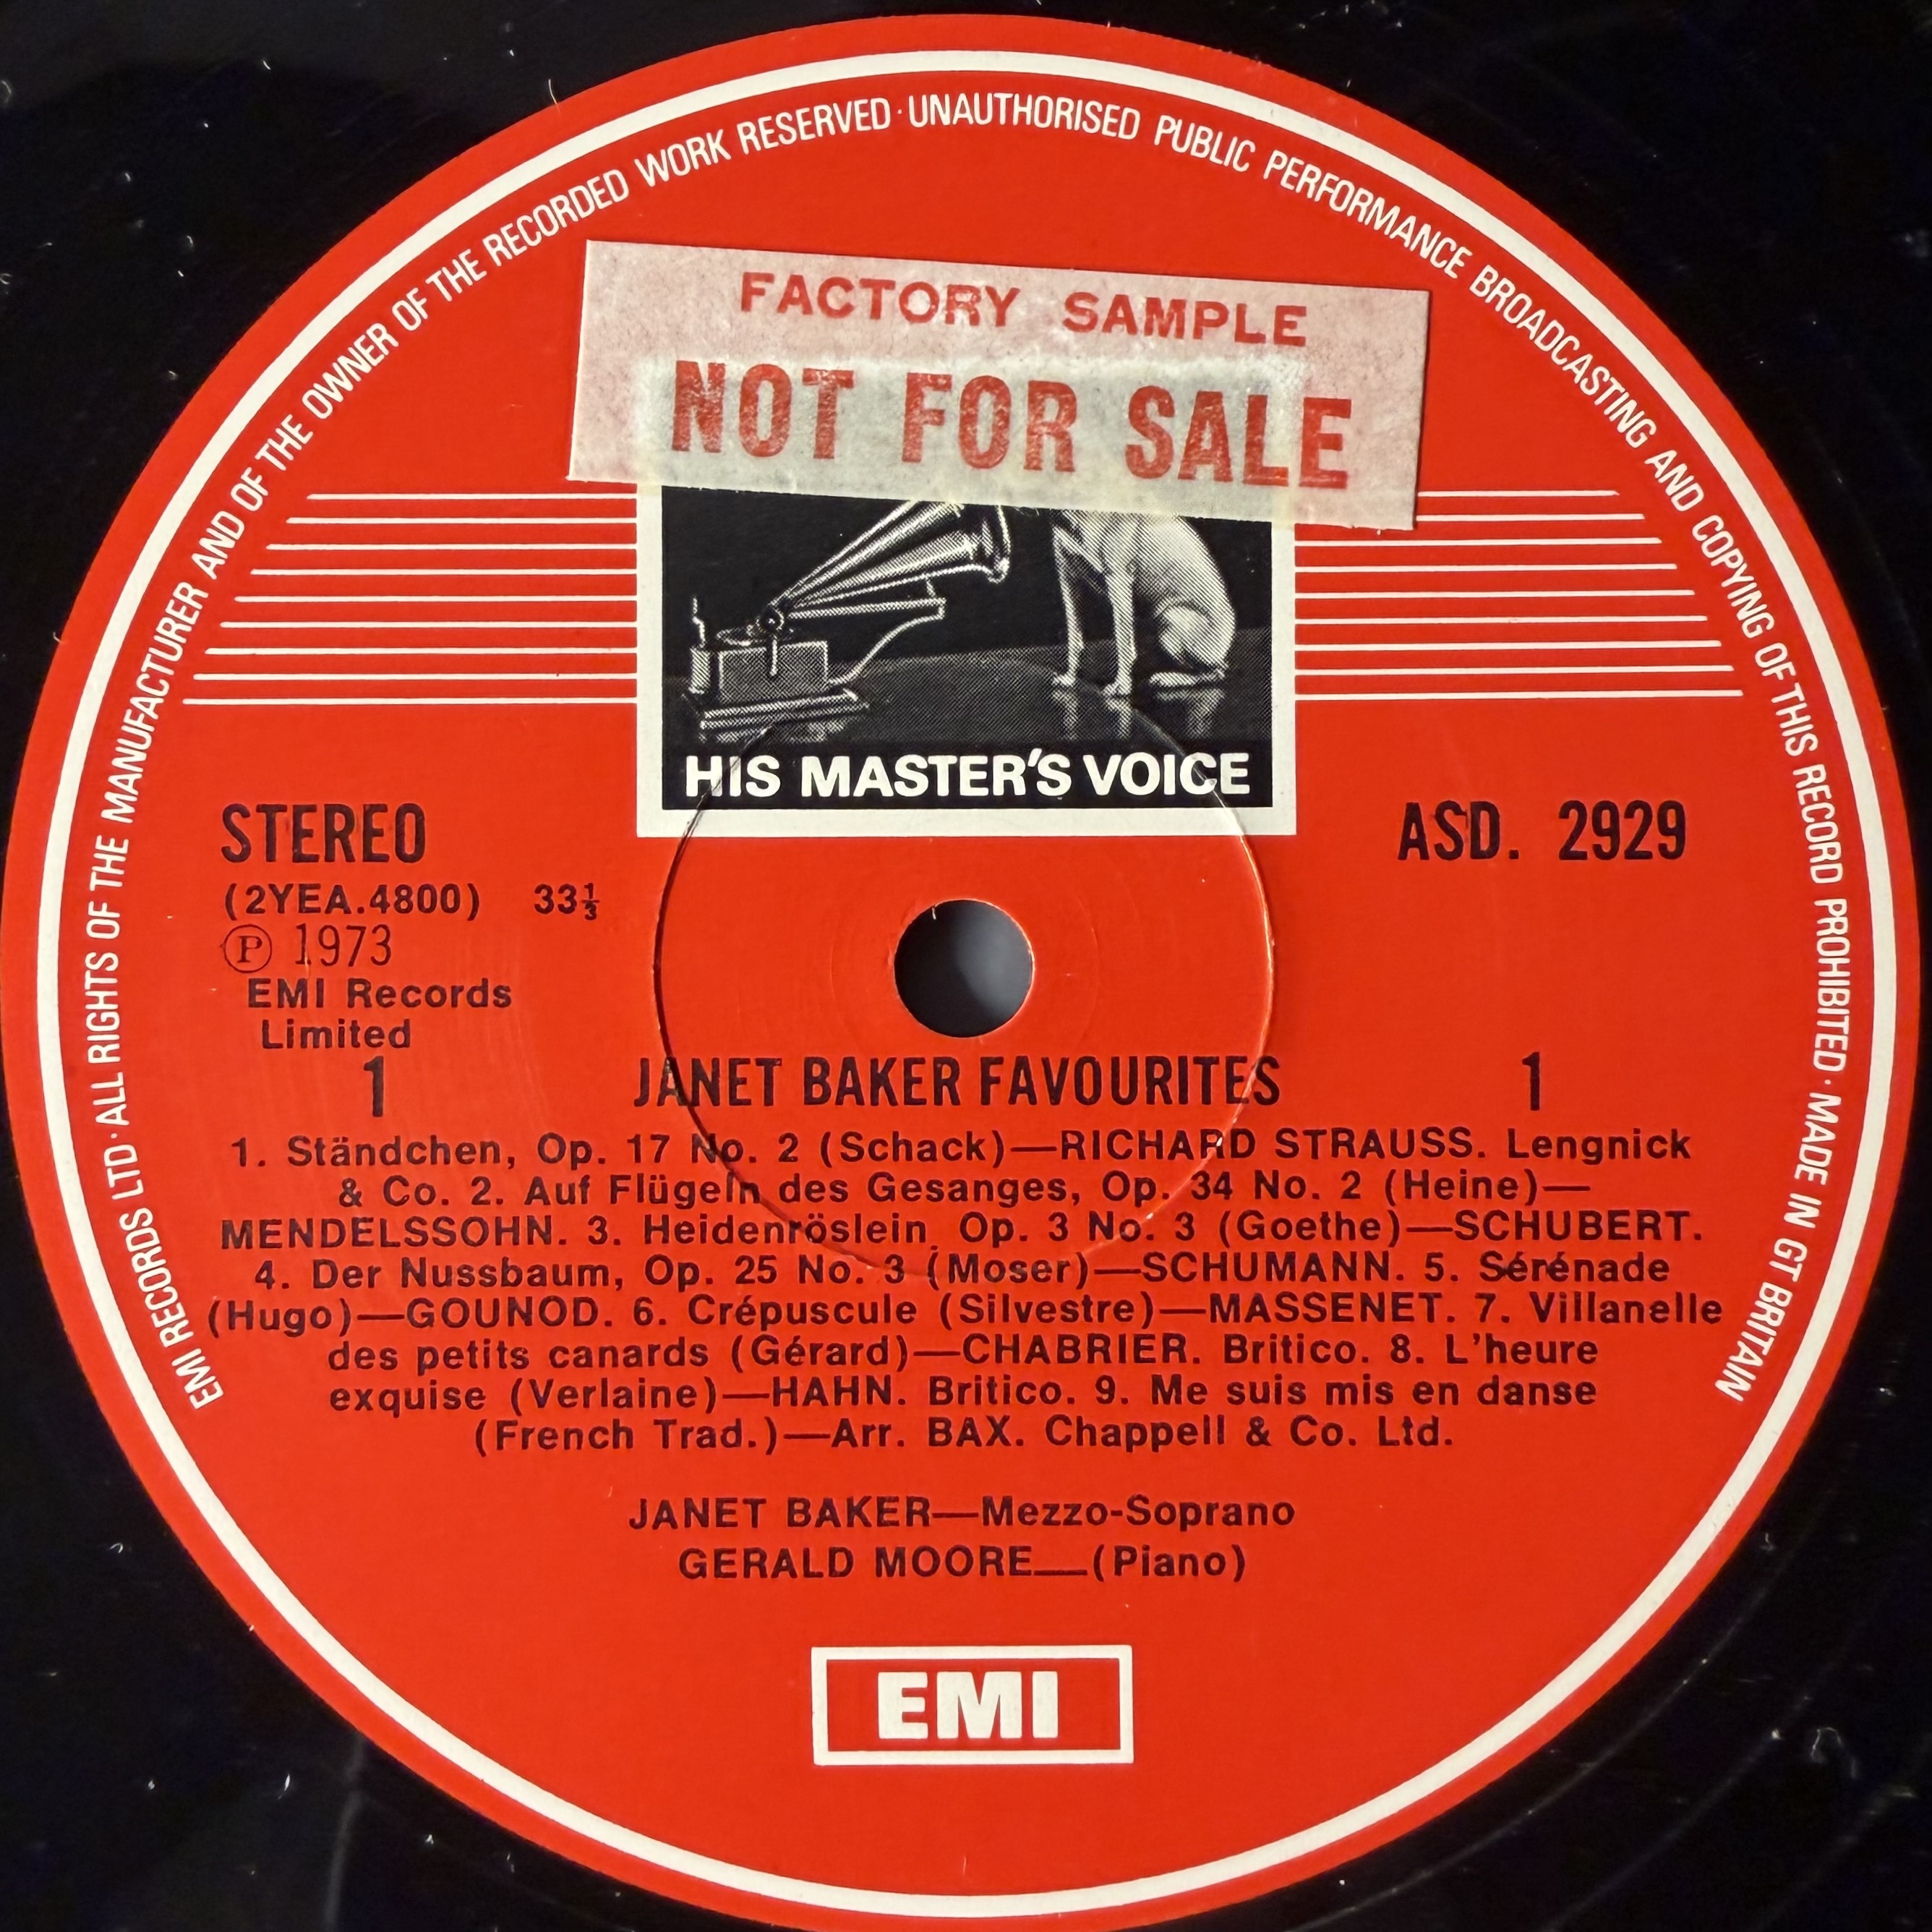 EMI RECORDS LTD · ALL RIGHTS OF THE MANUFACTURER AND OF THE OWNER OF THE RECORDED WORK RESERVED · UNAUTHORISED PUBLIC PERFORMANCE BROADCASTING AND COPYING OF THIS RECORD PROHIBITED · MADE IN GT BRITAIN
FACTORY SAMPLE
NOT FOR SALE
HIS MASTER'S VOICE
STEREO
ASD. 2929
(2YEA.4800) 33⅓
Ⓟ 1973
EMI Records
Limited
1 JANET BAKER FAVOURITES 1
1. Ständchen, Op. 17 No. 2 (Schack)—RICHARD STRAUSS. Lengnick
& Co. 2. Auf Flügeln des Gesanges, Op. 34 No. 2 (Heine)—
MENDELSSOHN. 3. Heidenröslein, Op. 3 No. 3 (Goethe)—SCHUBERT.
4. Der Nussbaum, Op. 25 No. 3 (Moser)—SCHUMANN. 5. Sérénade
(Hugo)—GOUNOD. 6. Crépuscule (Silvestre)—MASSENET. 7. Villanelle
des petits canards (Gérard)—CHABRIER. Britico. 8. L'heure
exquise (Verlaine)—HAHN. Britico. 9. Me suis mis en danse
(French Trad.)—Arr. BAX. Chappell & Co. Ltd.
JANET BAKER—Mezzo-Soprano
GERALD MOORE—(Piano)
EMI